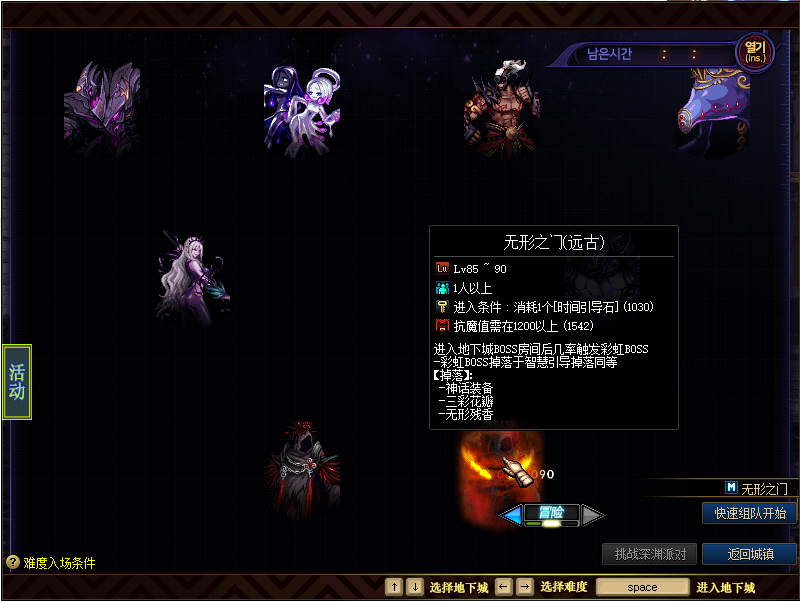 남은시간 : :
열기
(ins.)
无形之门(远古)
Lv85 ~ 90
1人以上
进入条件：消耗1个[时间引导石] (1030)
抗魔值需在1200以上 (1542)
进入地下城BOSS房间后几率触发彩虹BOSS
-彩虹BOSS掉落于智慧引导掉落同等
【掉落】:
-神话装备
-三彩花瓣
-无形残香
活动
090
冒险
M 无形之门
快速组队开始
挑战深渊派对
返回城镇
? 难度入场条件
↑ ↓ 选择地下城 ← → 选择难度 space 进入地下城